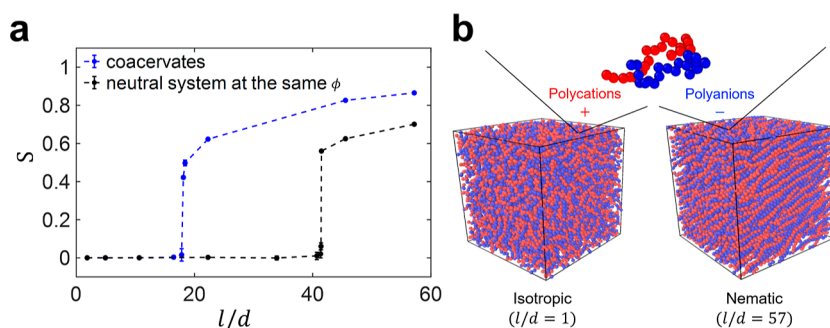 a
coacervates
neutral system at the same ϕ
S
1
0.8
0.6
0.4
0.2
0
0
20
40
60
l/d
b
Polycations
+
Polyanions
−
Isotropic
(l/d = 1)
Nematic
(l/d = 57)